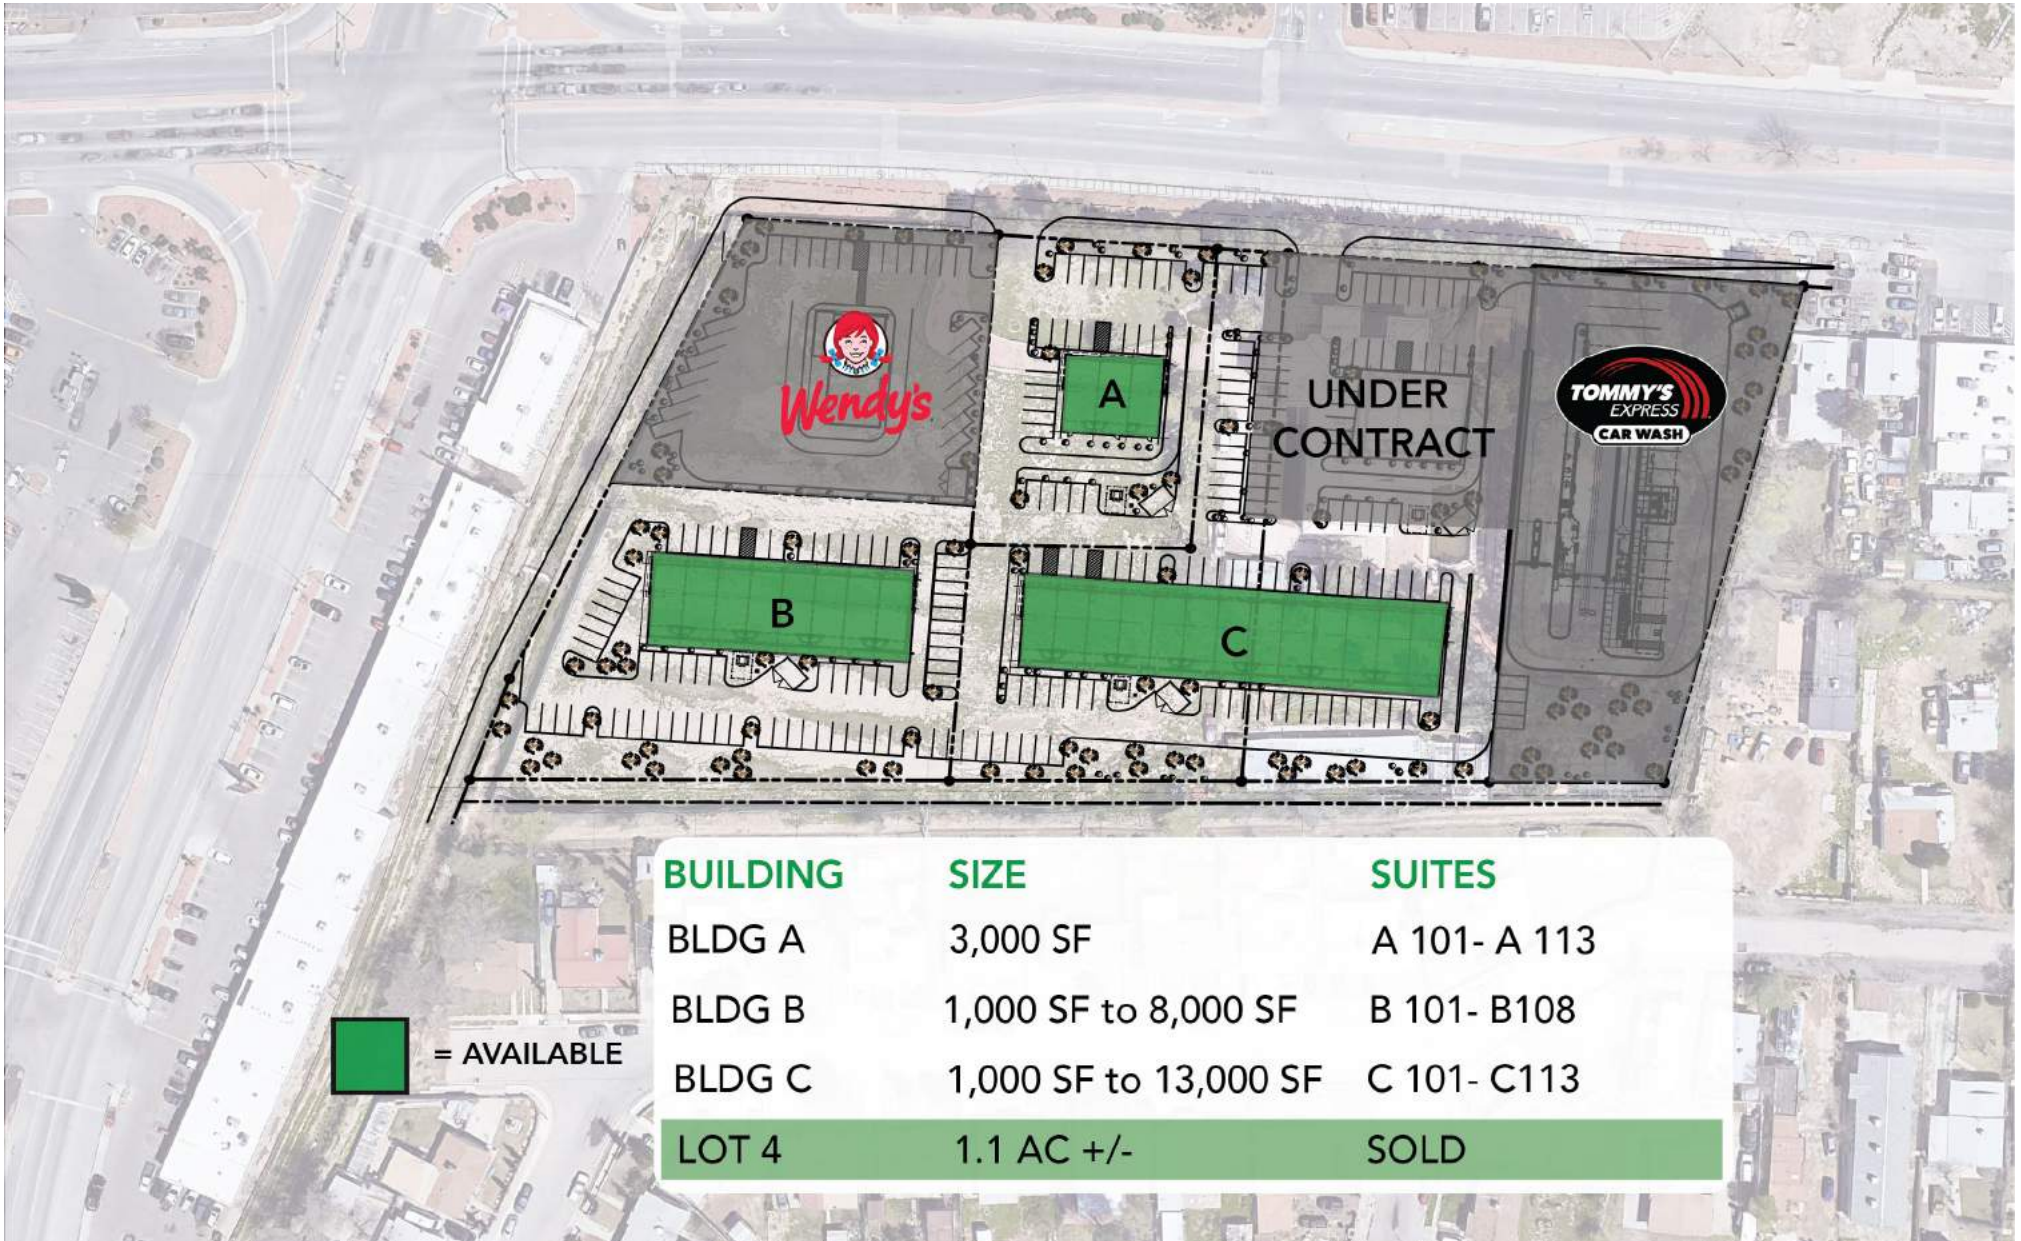 Wendy's
A
UNDER
CONTRACT
TOMMY'S
EXPRESS
CAR WASH
B
C
BUILDING SIZE SUITES
BLDG A 3,000 SF A 101- A 113
BLDG B 1,000 SF to 8,000 SF B 101- B108
BLDG C 1,000 SF to 13,000 SF C 101- C113
LOT 4 1.1 AC +/- SOLD
= AVAILABLE